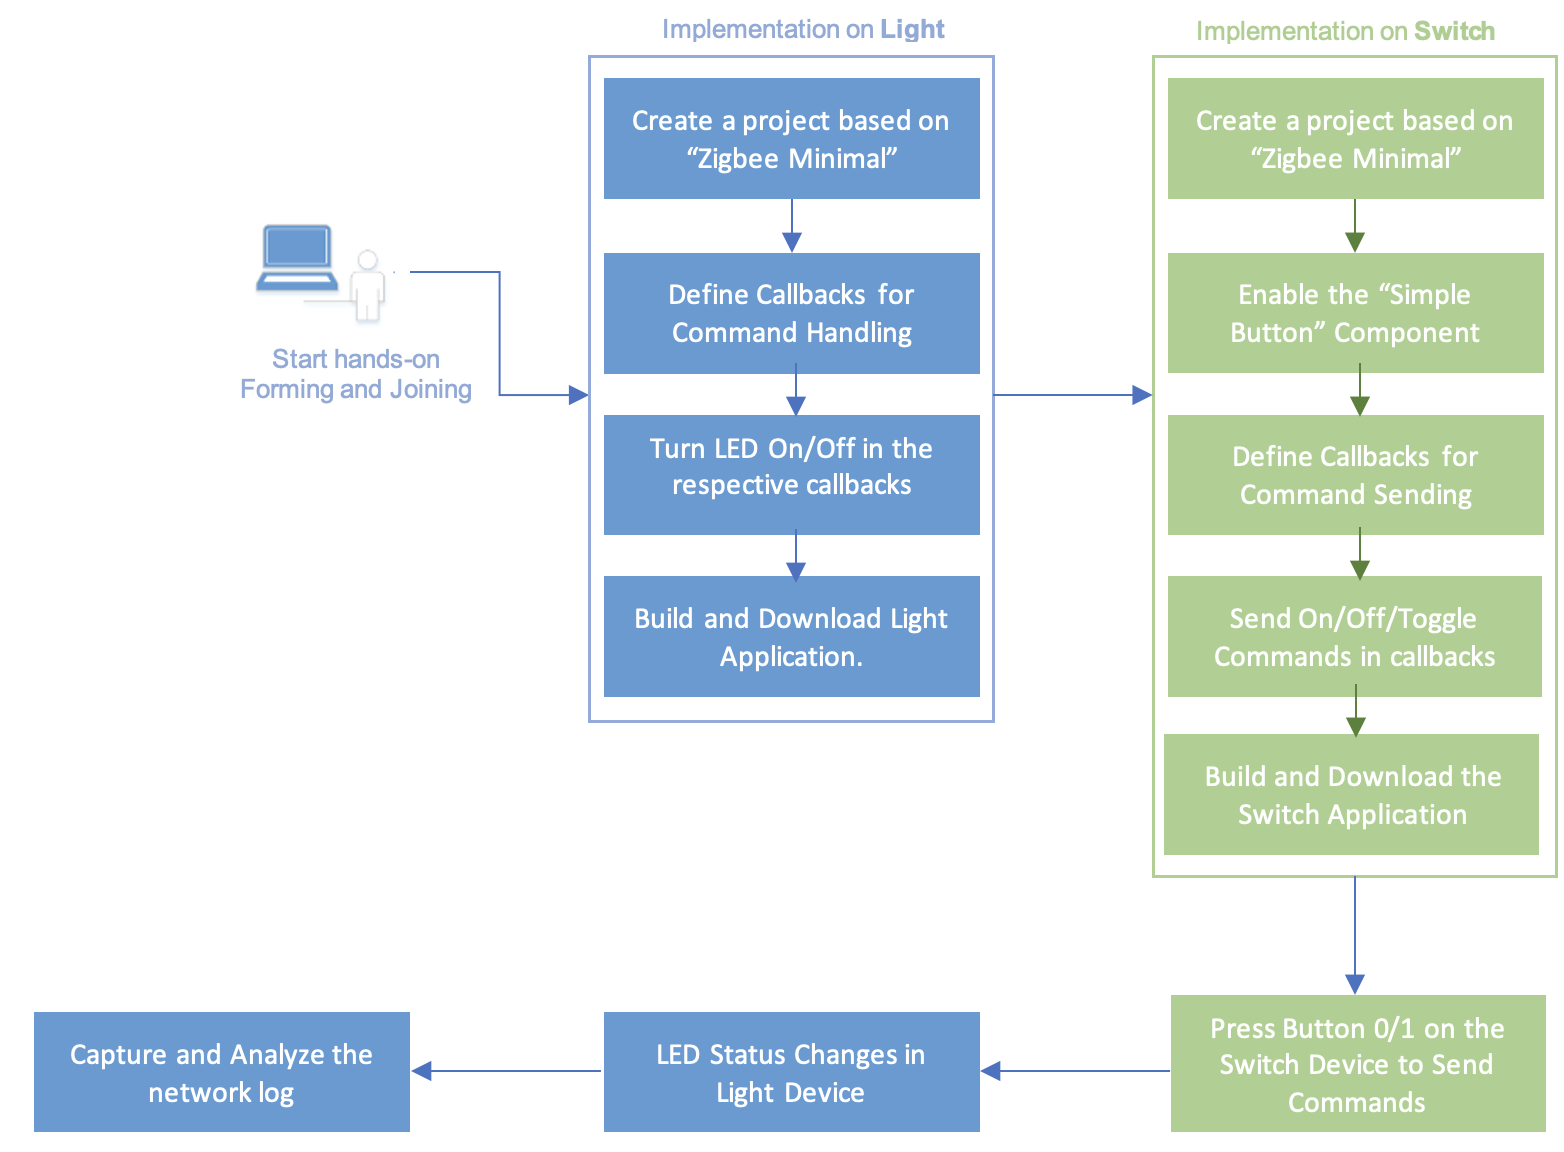 Implementation on Light
Create a project based on
“Zigbee Minimal”
Define Callbacks for
Command Handling
Turn LED On/Off in the
respective callbacks
Build and Download Light
Application.
Implementation on Switch
Create a project based on
“Zigbee Minimal”
Enable the “Simple
Button” Component
Define Callbacks for
Command Sending
Send On/Off/Toggle
Commands in callbacks
Build and Download the
Switch Application
Start hands-on
Forming and Joining
Press Button 0/1 on the
Switch Device to Send
Commands
LED Status Changes in
Light Device
Capture and Analyze the
network log